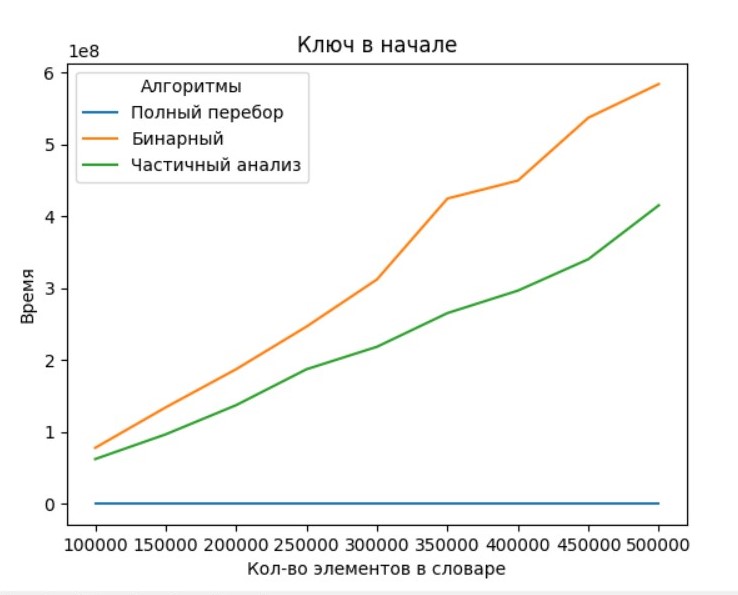 Ключ в начале
1e8
Алгоритмы
Полный перебор
Бинарный
Частичный анализ
6
5
4
3
2
1
0
Время
100000 150000 200000 250000 300000 350000 400000 450000 500000
Кол-во элементов в словаре